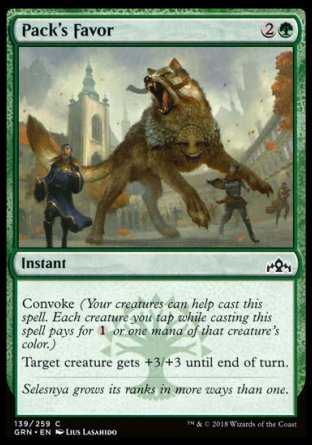 Pack's Favor 2
Instant
Convoke (Your creatures can help cast this
spell. Each creature you tap while casting this
spell pays for 1 or one mana of that creature's
color.)
Target creature gets +3/+3 until end of turn.
Selesnya grows its ranks in more ways than one.
139/259 C
GRN • EN Lius Lasahido
™ & © 2018 Wizards of the Coast